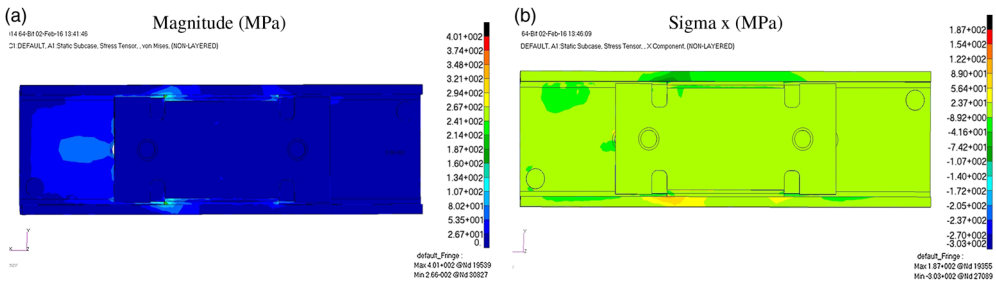 (a)
Magnitude (MPa)
014 64-Bit 02-Feb-16 13:41:46
C1:DEFAULT, A1:Static Subcase, Stress Tensor, , von Mises, (NON-LAYERED)
4.01+002
3.74+002
3.48+002
3.21+002
2.94+002
2.67+002
2.41+002
2.14+002
1.87+002
1.60+002
1.34+002
1.07+002
8.02+001
5.35+001
2.67+001
0.
Y
X
Z
default_Fringe :
Max 4.01+002 @Nd 19539
Min 2.66-002 @Nd 30827
(b)
Sigma x (MPa)
64-Bit 02-Feb-16 13:46:09
DEFAULT, A1:Static Subcase, Stress Tensor, , X Component, (NON-LAYERED)
1.87+002
1.54+002
1.22+002
8.90+001
5.64+001
2.37+001
-8.92+000
-4.16+001
-7.42+001
-1.07+002
-1.40+002
-1.72+002
-2.05+002
-2.37+002
-2.70+002
-3.03+002
Y
X
Z
default_Fringe :
Max 1.87+002 @Nd 19355
Min -3.03+002 @Nd 27089